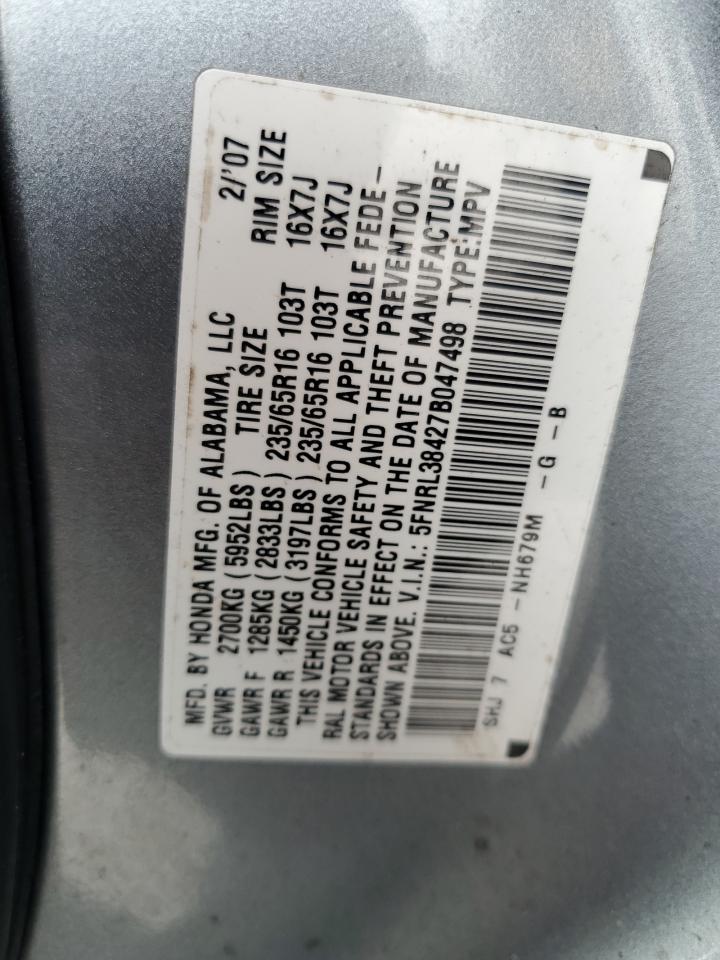 MFD. BY HONDA MFG. OF ALABAMA, LLC 2/'07
GVWR 2700KG (5952LBS) TIRE SIZE RIM SIZE
GAWR F 1285KG (2833LBS) 235/65R16 103T 16X7J
GAWR R 1450KG (3197LBS) 235/65R16 103T 16X7J
THIS VEHICLE CONFORMS TO ALL APPLICABLE FEDE-
RAL MOTOR VEHICLE SAFETY AND THEFT PREVENTION
STANDARDS IN EFFECT ON THE DATE OF MANUFACTURE
SHOWN ABOVE. V.I.N.: 5FNRL38427B047498 TYPE:MPV
SHJ 7 AC5 - NH679M - G - B